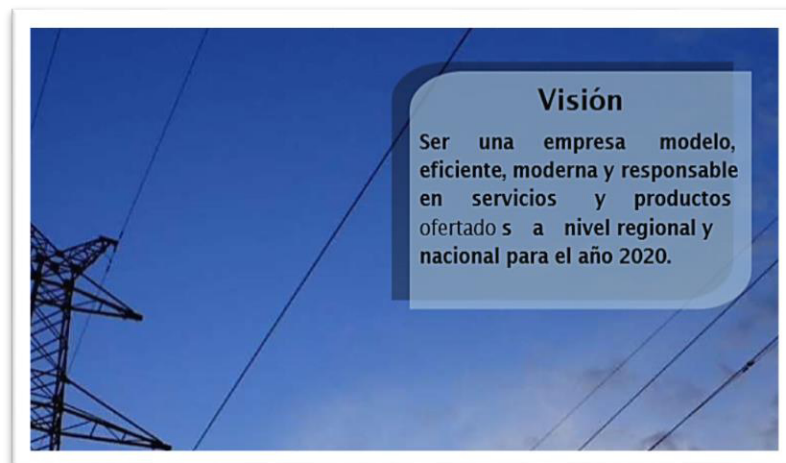 Visión
Ser una empresa modelo,
eficiente, moderna y responsable
en servicios y productos
ofertado s a nivel regional y
nacional para el año 2020.